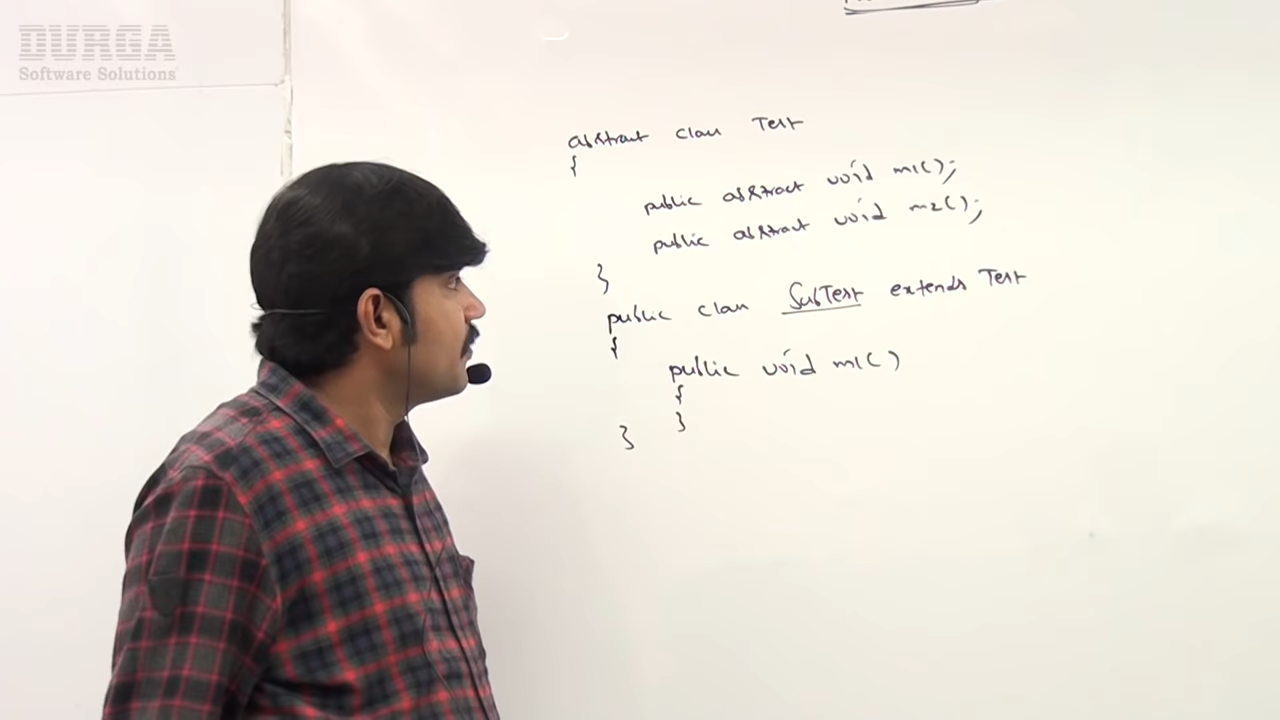 DURGA
Software Solutions
abstract class Test
{
public abstract void m1();
public abstract void m2();
}
public class SubTest extends Test
{
public void m1()
{
}
}